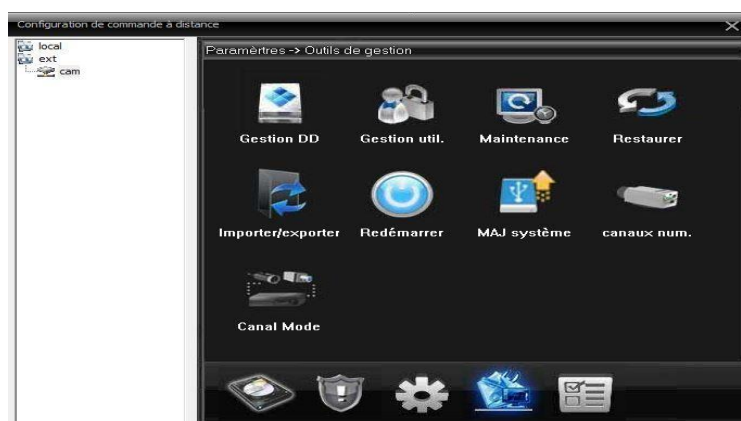 Configuration de commande à distance
local
ext
cam
Paramèrtres -> Outils de gestion
Gestion DD
Gestion util.
Maintenance
Restaurer
Importer/exporter
Redémarrer
MAJ système
canaux num.
Canal Mode